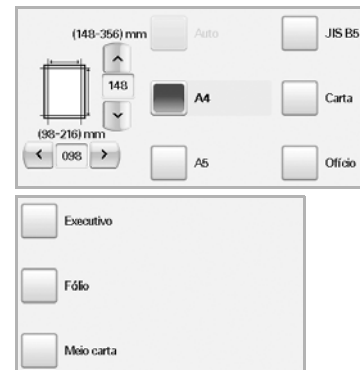 (148-356) mm
Auto
JIS B5
148
A4
Carta
(98-216) mm
098
A5
Ofício
Executivo
Fólio
Meio carta